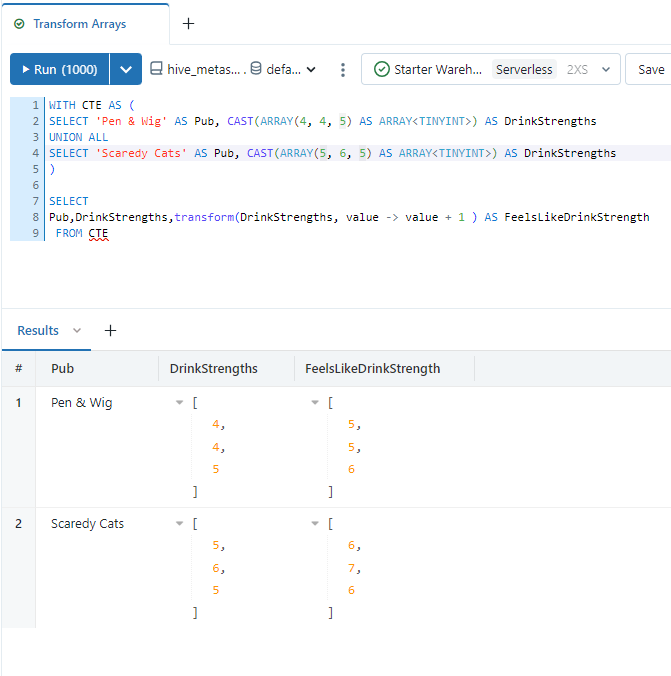 Transform Arrays +
Run (1000) hive_metas... . defa... Starter Wareh... Serverless 2XS Save
1 WITH CTE AS (
2 SELECT 'Pen & Wig' AS Pub, CAST(ARRAY(4, 4, 5) AS ARRAY<TINYINT>) AS DrinkStrengths
3 UNION ALL
4 SELECT 'Scaredy Cats' AS Pub, CAST(ARRAY(5, 6, 5) AS ARRAY<TINYINT>) AS DrinkStrengths
5 )
6
7 SELECT
8 Pub,DrinkStrengths,transform(DrinkStrengths, value -> value + 1 ) AS FeelsLikeDrinkStrength
9 FROM CTE
Results +
# Pub DrinkStrengths FeelsLikeDrinkStrength
1 Pen & Wig [ [
4, 5,
4, 5,
5 6
] ]
2 Scaredy Cats [ [
5, 6,
6, 7,
5 6
] ]